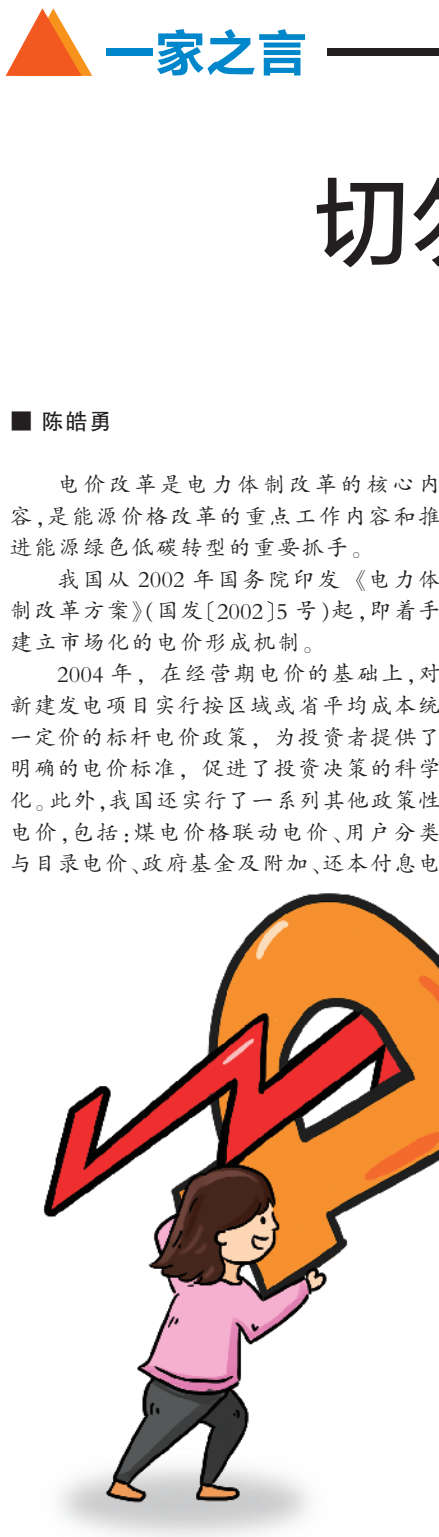 一家之言
切勿
■ 陈皓勇
电价改革是电力体制改革的核心内
容,是能源价格改革的重点工作内容和推
进能源绿色低碳转型的重要抓手。
我国从 2002 年国务院印发《电力体
制改革方案》(国发〔2002〕5 号)起,即着手
建立市场化的电价形成机制。
2004 年，在经营期电价的基础上,对
新建发电项目实行按区域或省平均成本统
一定价的标杆电价政策，为投资者提供了
明确的电价标准，促进了投资决策的科学
化。此外,我国还实行了一系列其他政策性
电价,包括:煤电价格联动电价、用户分类
与目录电价、政府基金及附加、还本付息电